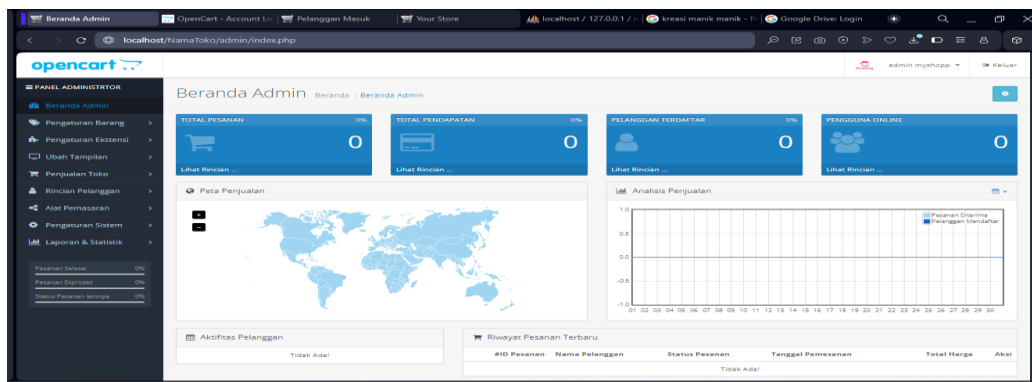 Beranda Admin
OpenCart - Account Lo
Pelanggan Masuk
Your Store
localhost / 127.0.0.1 / n
kreasi manik manik - P
Google Drive: Login
localhost/NamaToko/admin/index.php
opencart
admin myshopp
Keluar
PANEL ADMINISTRTOR
Beranda Admin
Pengaturan Barang
Pengaturan Ekstensi
Ubah Tampilan
Penjualan Toko
Rincian Pelanggan
Alat Pemasaran
Pengaturan Sistem
Laporan & Statistik
Pesanan Selesai 0%
Pesanan Diproses 0%
Status Pesanan lainnya 0%
Beranda Admin Beranda › Beranda Admin
TOTAL PESANAN 0%
0
Lihat Rincian ...
TOTAL PENDAPATAN 0%
0
Lihat Rincian ...
PELANGGAN TERDAFTAR 0%
0
Lihat Rincian ...
PENGGUNA ONLINE
0
Lihat Rincian ...
Peta Penjualan
+
-
Analisis Penjualan
Pesanan Diterima
Pelanggan Mendaftar
1.0
0.5
0.0
-0.5
-1.0
01 02 03 04 05 06 07 08 09 10 11 12 13 14 15 16 17 18 19 20 21 22 23 24 25 26 27 28 29 30
Aktifitas Pelanggan
Tidak Ada!
Riwayat Pesanan Terbaru
#ID Pesanan Nama Pelanggan Status Pesanan Tanggal Pemesanan Total Harga Aksi
Tidak Ada!